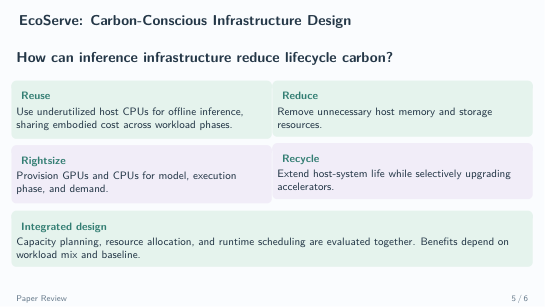 EcoServe: Carbon-Conscious Infrastructure Design
How can inference infrastructure reduce lifecycle carbon?
Reuse
Use underutilized host CPUs for offline inference,
sharing embodied cost across workload phases.
Reduce
Remove unnecessary host memory and storage
resources.
Rightsize
Provision GPUs and CPUs for model, execution
phase, and demand.
Recycle
Extend host-system life while selectively upgrading
accelerators.
Integrated design
Capacity planning, resource allocation, and runtime scheduling are evaluated together. Benefits depend on
workload mix and baseline.
Paper Review
5 / 6